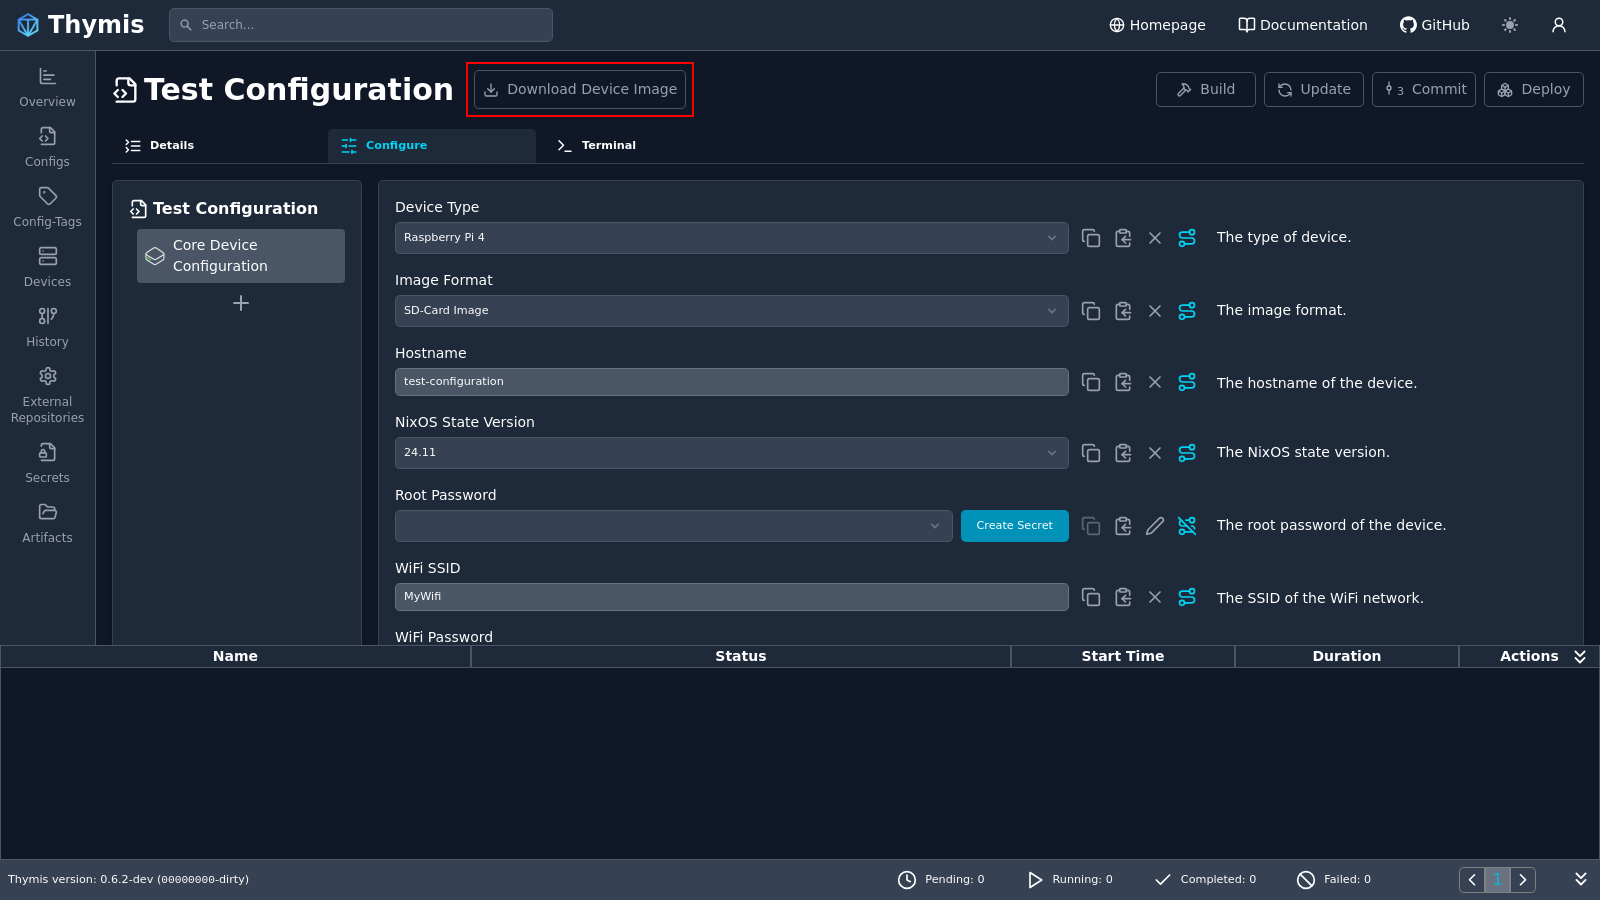 Thymis
Search...
Homepage
Documentation
GitHub
Overview
Configs
Config-Tags
Devices
History
External
Repositories
Secrets
Artifacts
Test Configuration
Download Device Image
Build
Update
3 Commit
Deploy
Details
Configure
Terminal
Test Configuration
Core Device
Configuration
Device Type
Raspberry Pi 4
The type of device.
Image Format
SD-Card Image
The image format.
Hostname
test-configuration
The hostname of the device.
NixOS State Version
24.11
The NixOS state version.
Root Password
Create Secret
The root password of the device.
WiFi SSID
MyWifi
The SSID of the WiFi network.
WiFi Password
Name
Status
Start Time
Duration
Actions
Thymis version: 0.6.2-dev (00000000-dirty)
Pending: 0
Running: 0
Completed: 0
Failed: 0
1